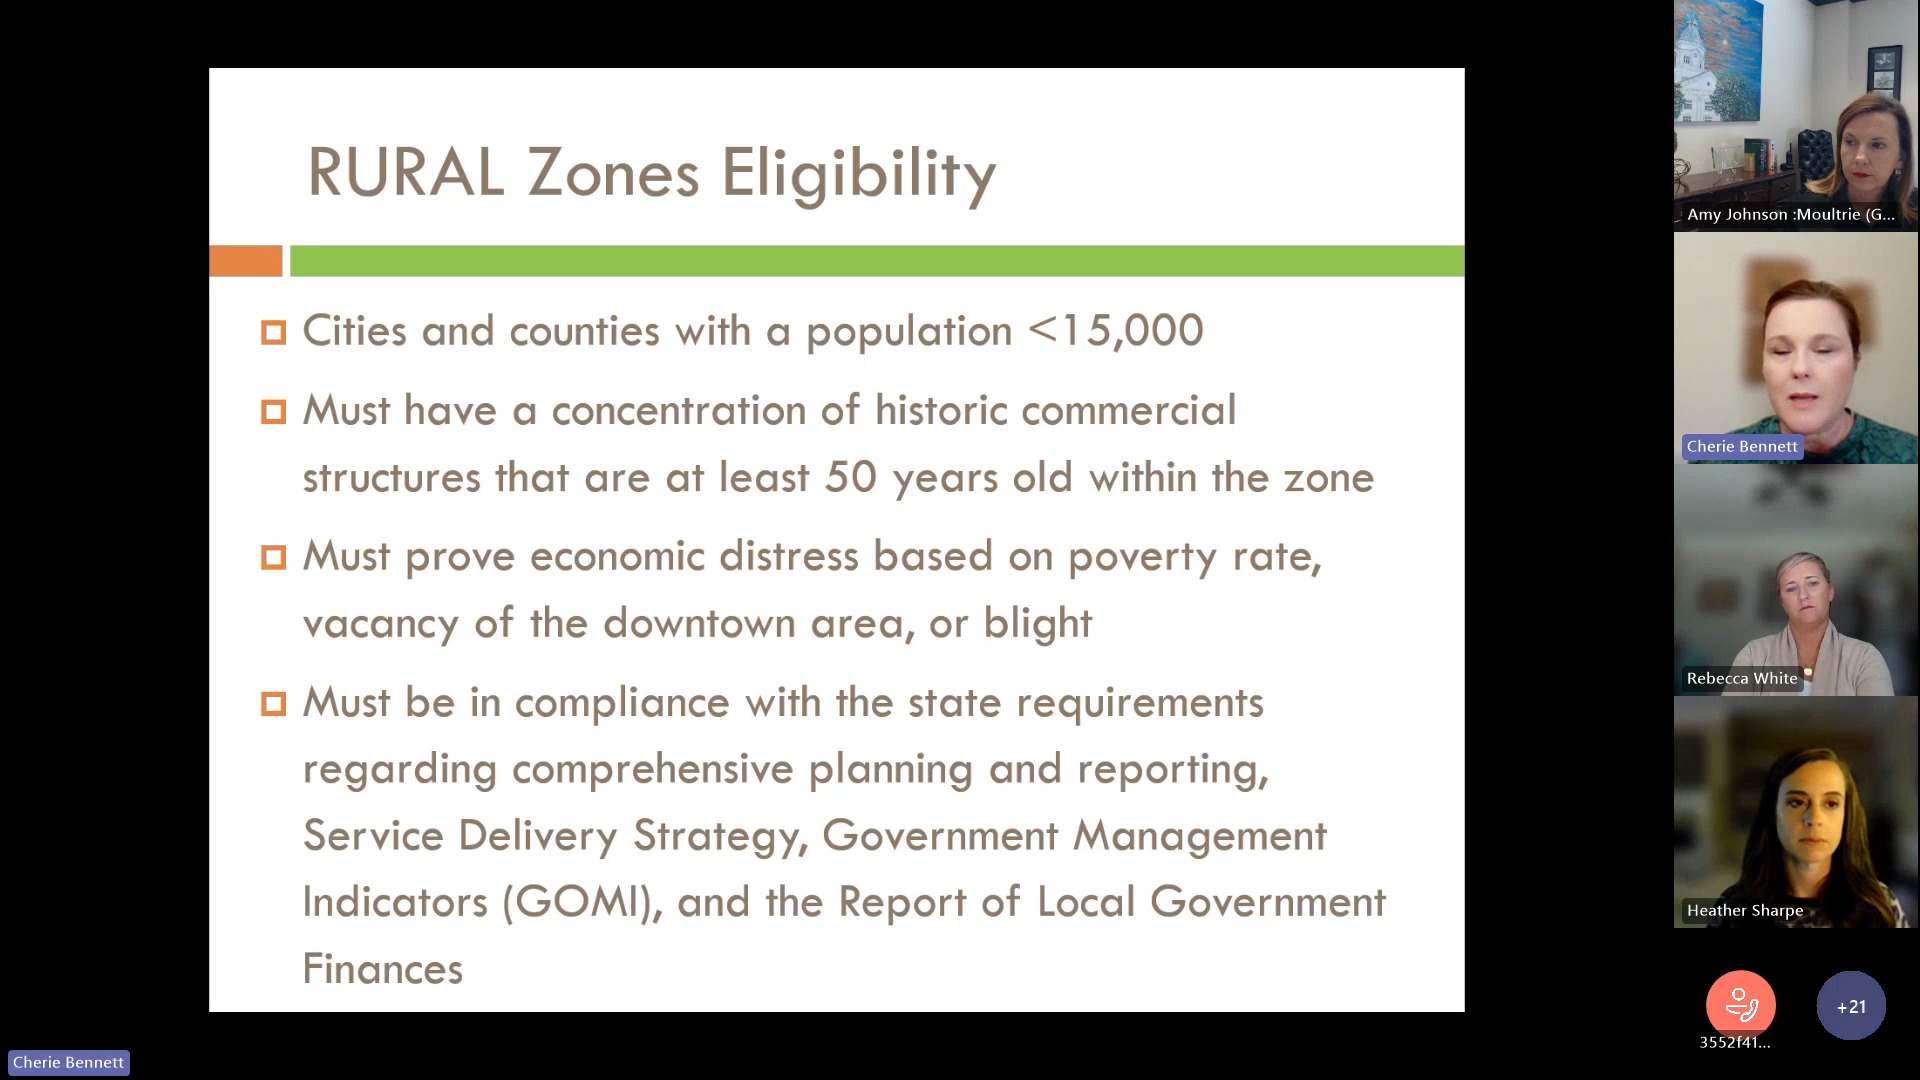 RURAL Zones Eligibility
Cities and counties with a population <15,000
Must have a concentration of historic commercial
structures that are at least 50 years old within the zone
Must prove economic distress based on poverty rate,
vacancy of the downtown area, or blight
Must be in compliance with the state requirements
regarding comprehensive planning and reporting,
Service Delivery Strategy, Government Management
Indicators (GOMI), and the Report of Local Government
Finances
Amy Johnson :Moultrie (G...
Cherie Bennett
Rebecca White
Heather Sharpe
3552f41...
+21
Cherie Bennett